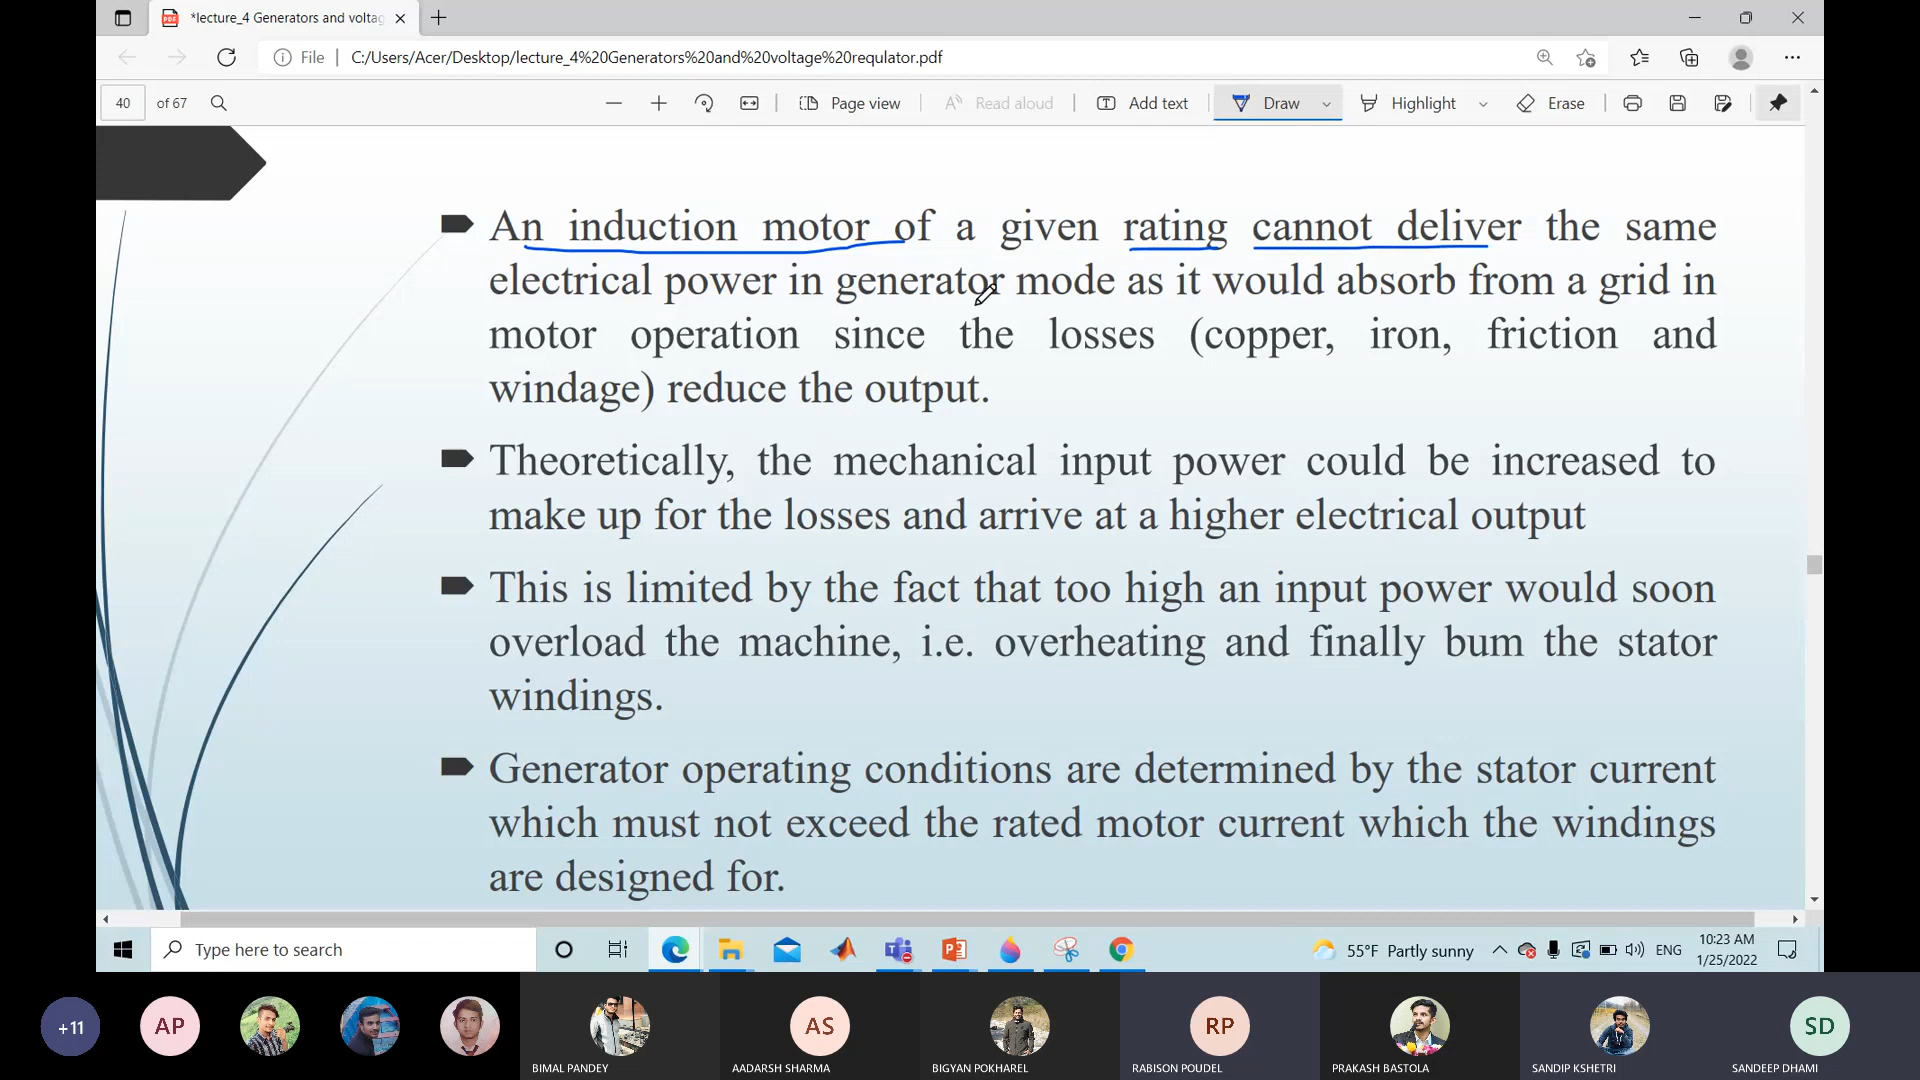 *lecture_4 Generators and voltag
File
C:/Users/Acer/Desktop/lecture_4%20Generators%20and%20voltage%20requlator.pdf
40 of 67
Page view
Read aloud
Add text
Draw
Highlight
Erase
An induction motor of a given rating cannot deliver the same
electrical power in generator mode as it would absorb from a grid in
motor operation since the losses (copper, iron, friction and
windage) reduce the output.
Theoretically, the mechanical input power could be increased to
make up for the losses and arrive at a higher electrical output
This is limited by the fact that too high an input power would soon
overload the machine, i.e. overheating and finally bum the stator
windings.
Generator operating conditions are determined by the stator current
which must not exceed the rated motor current which the windings
are designed for.
Type here to search
55°F Partly sunny
ENG
10:23 AM
1/25/2022
+11
AP
AS
RP
SD
BIMAL PANDEY
AADARSH SHARMA
BIGYAN POKHAREL
RABISON POUDEL
PRAKASH BASTOLA
SANDIP KSHETRI
SANDEEP DHAMI